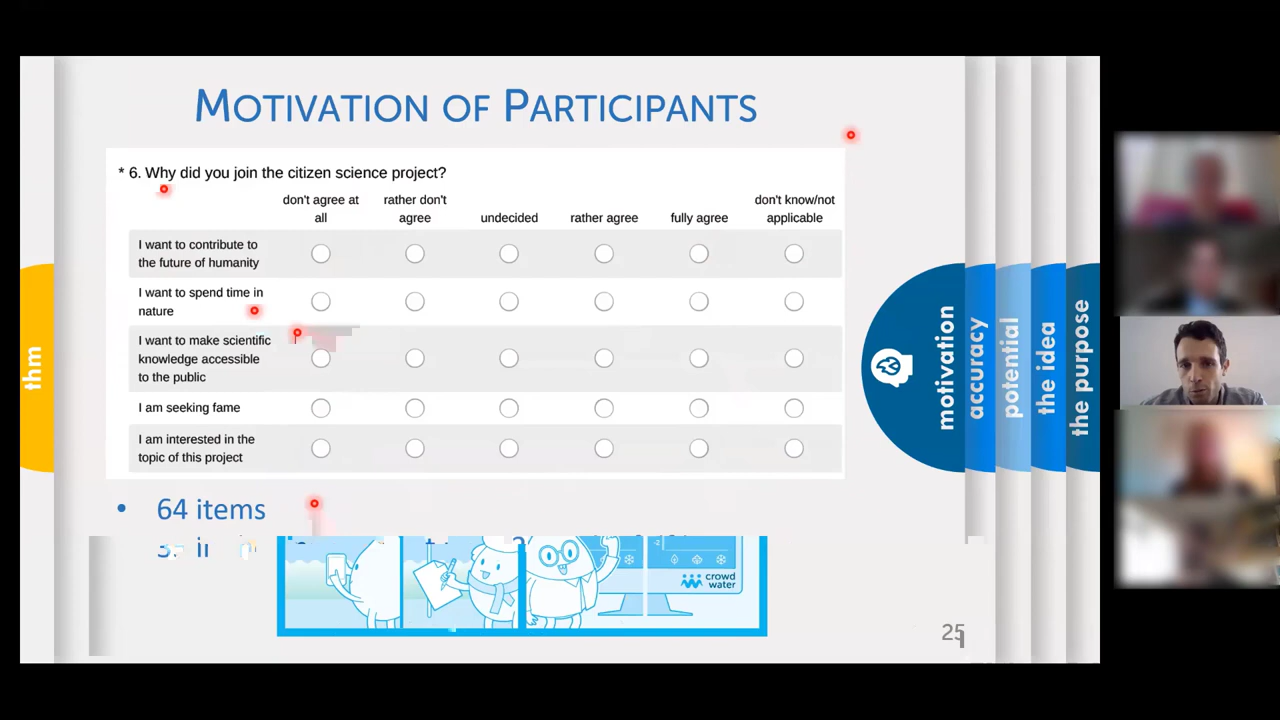 MOTIVATION OF PARTICIPANTS
* 6. Why did you join the citizen science project?
don't agree at all
rather don't agree
undecided
rather agree
fully agree
don't know/not applicable
I want to contribute to
the future of humanity
I want to spend time in
nature
I want to make scientific
knowledge accessible
to the public
I am seeking fame
I am interested in the
topic of this project
• 64 items
crowd
water
25
thm
motivation
accuracy
potential
the idea
the purpose